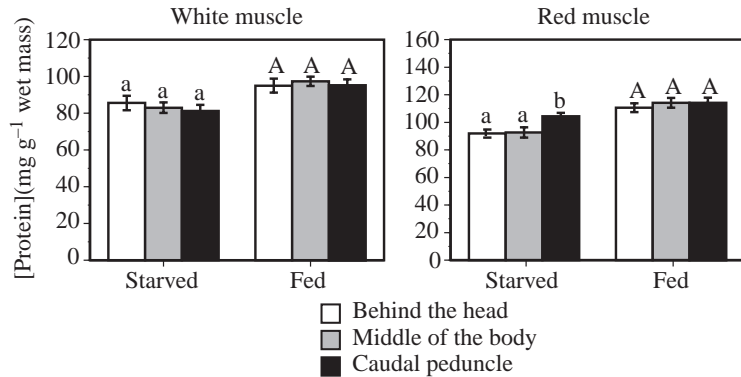 White muscle
Red muscle
[Protein](mg g⁻¹ wet mass)
120
100
80
60
40
20
0
a
a
a
A
A
A
Starved
Fed
160
140
120
100
80
60
40
20
0
a
a
b
A
A
A
Starved
Fed
Behind the head
Middle of the body
Caudal peduncle